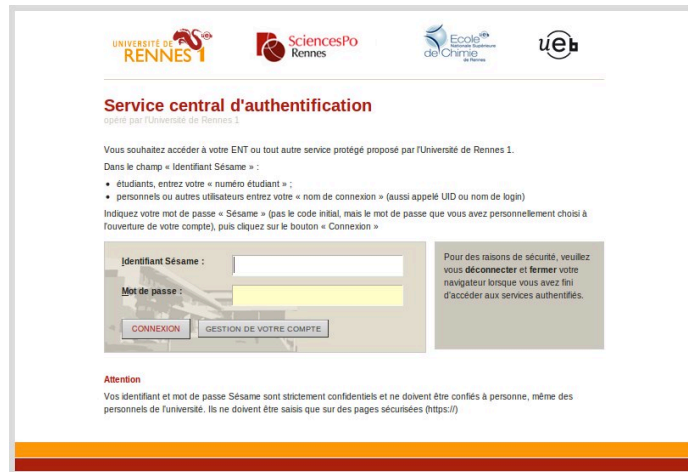 UNIVERSITÉ DE
RENNES 1
ueb
SciencesPo
Rennes
Ecole
Nationale Supérieure
de Chimie
de Rennes
ueb
Service central d'authentification
opéré par l'Université de Rennes 1
Vous souhaitez accéder à votre ENT ou tout autre service protégé proposé par l'Université de Rennes 1.
Dans le champ « Identifiant Sésame » :
• étudiants, entrez votre « numéro étudiant » ;
• personnels ou autres utilisateurs entrez votre « nom de connexion » (aussi appelé UID ou nom de login)
Indiquez votre mot de passe « Sésame » (pas le code initial, mais le mot de passe que vous avez personnellement choisi à
l'ouverture de votre compte), puis cliquez sur le bouton « Connexion »
Identifiant Sésame :
Mot de passe :
CONNEXION
GESTION DE VOTRE COMPTE
Pour des raisons de sécurité, veuillez
vous déconnecter et fermer votre
navigateur lorsque vous avez fini
d'accéder aux services authentifiés.
Attention
Vos identifiant et mot de passe Sésame sont strictement confidentiels et ne doivent être confiés à personne, même des
personnels de l'université. Ils ne doivent être saisis que sur des pages sécurisées (https://)